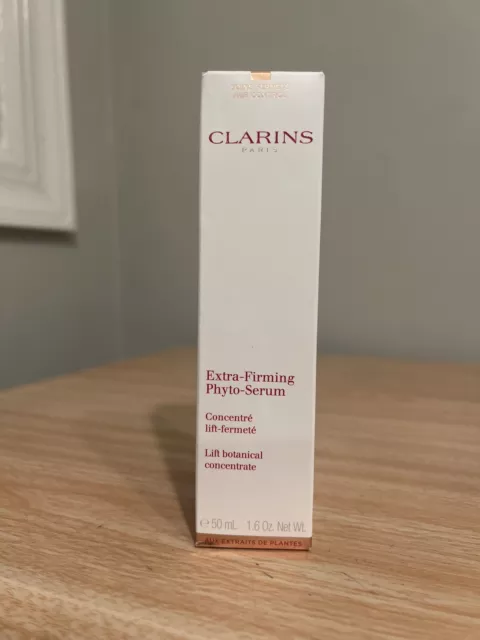 CLARINS
PARIS
Extra-Firming
Phyto-Serum
Concentré
lift-fermeté
Lift botanical
concentrate
℮ 50 mL 1.6 Oz. Net Wt.
AUX EXTRAITS DE PLANTES